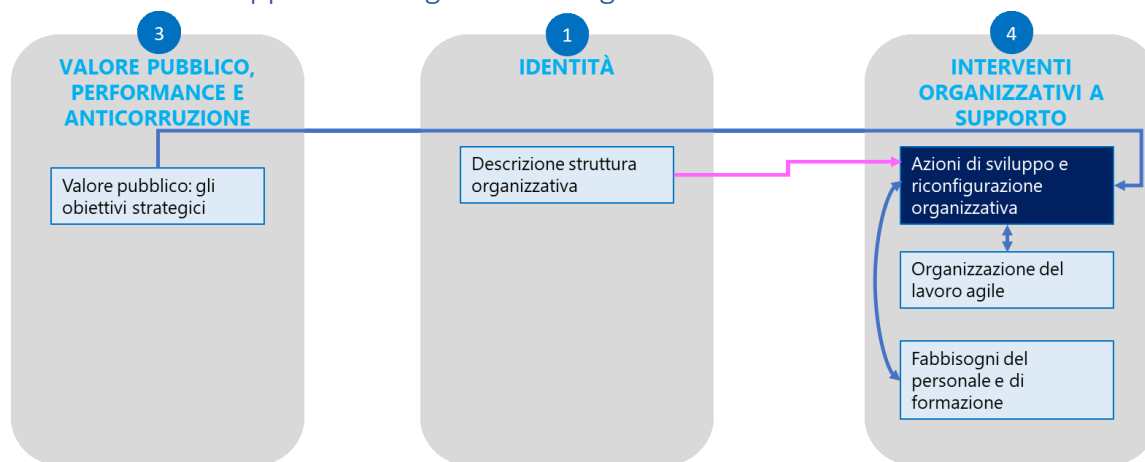 3
VALORE PUBBLICO,
PERFORMANCE E
ANTICORRUZIONE
Valore pubblico: gli
obiettivi strategici
1
IDENTITÀ
Descrizione struttura
organizzativa
4
INTERVENTI
ORGANIZZATIVI A
SUPPORTO
Azioni di sviluppo e
riconfigurazione
organizzativa
Organizzazione del
lavoro agile
Fabbisogni del
personale e di
formazione